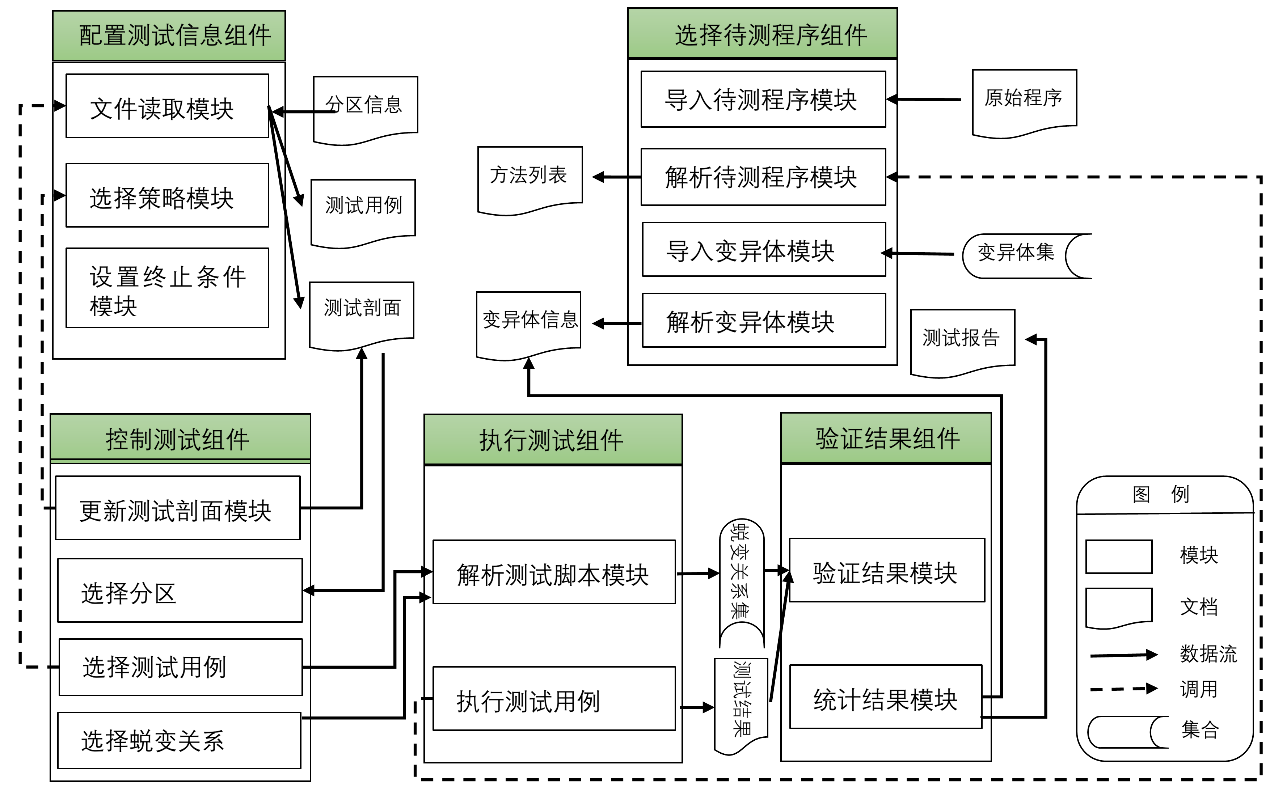 配置测试信息组件
文件读取模块
选择策略模块
设置终止条件
模块
分区信息
测试用例
测试剖面
选择待测程序组件
导入待测程序模块
解析待测程序模块
导入变异体模块
解析变异体模块
原始程序
方法列表
变异体集
变异体信息
测试报告
控制测试组件
更新测试剖面模块
选择分区
选择测试用例
选择蜕变关系
执行测试组件
解析测试脚本模块
执行测试用例
蜕变关系集
测试结果
验证结果组件
验证结果模块
统计结果模块
图 例
模块
文档
数据流
调用
集合